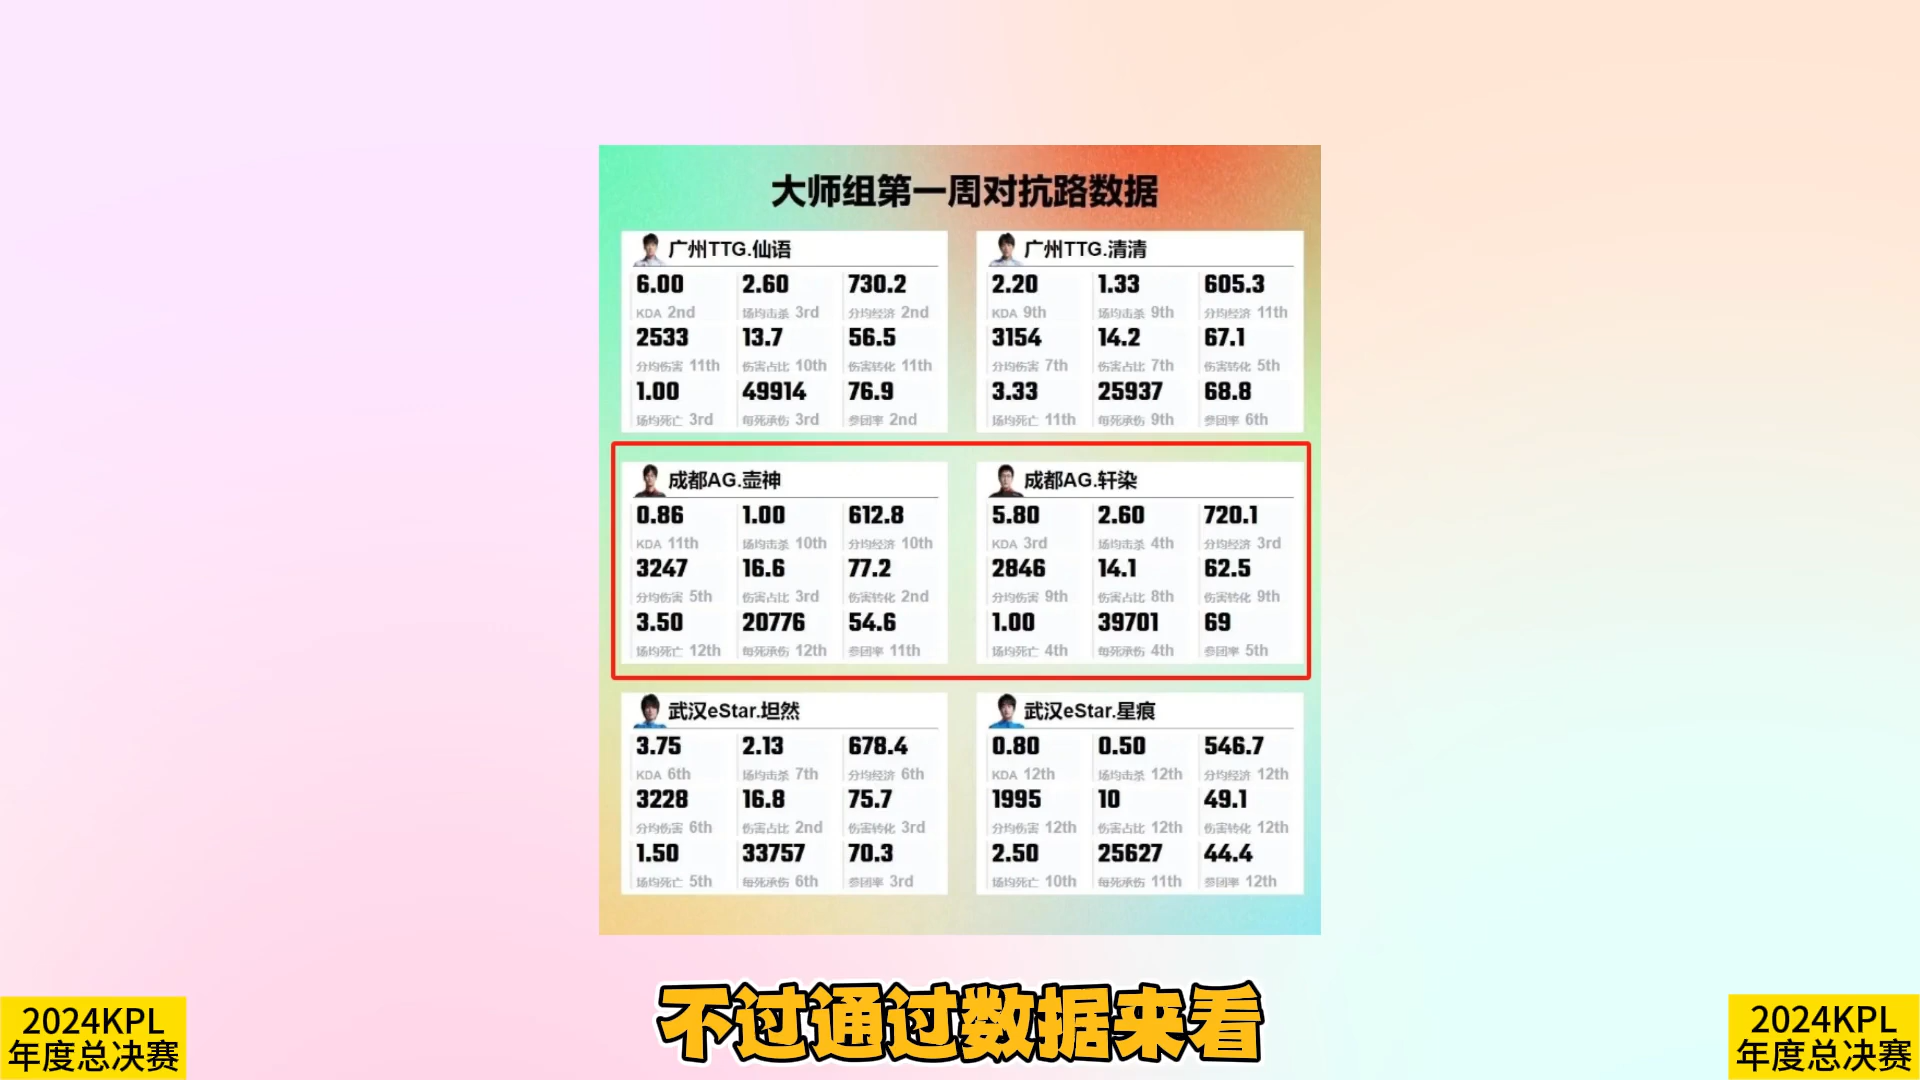 大师组第一周对抗路数据
广州TTG.仙语
6.00 2.60 730.2
KDA 2nd 场均击杀 3rd 分均经济 2nd
2533 13.7 56.5
分均伤害 11th 伤害占比 10th 伤害转化 11th
1.00 49914 76.9
场均死亡 3rd 每死承伤 3rd 参团率 2nd
广州TTG.清清
2.20 1.33 605.3
KDA 9th 场均击杀 9th 分均经济 11th
3154 14.2 67.1
分均伤害 7th 伤害占比 7th 伤害转化 5th
3.33 25937 68.8
场均死亡 11th 每死承伤 9th 参团率 6th
成都AG.壶神
0.86 1.00 612.8
KDA 11th 场均击杀 10th 分均经济 10th
3247 16.6 77.2
分均伤害 5th 伤害占比 3rd 伤害转化 2nd
3.50 20776 54.6
场均死亡 12th 每死承伤 12th 参团率 11th
成都AG.轩染
5.80 2.60 720.1
KDA 3rd 场均击杀 4th 分均经济 3rd
2846 14.1 62.5
分均伤害 9th 伤害占比 8th 伤害转化 9th
1.00 39701 69
场均死亡 4th 每死承伤 4th 参团率 5th
武汉eStar.坦然
3.75 2.13 678.4
KDA 6th 场均击杀 7th 分均经济 6th
3228 16.8 75.7
分均伤害 6th 伤害占比 2nd 伤害转化 3rd
1.50 33757 70.3
场均死亡 5th 每死承伤 6th 参团率 3rd
武汉eStar.星痕
0.80 0.50 546.7
KDA 12th 场均击杀 12th 分均经济 12th
1995 10 49.1
分均伤害 12th 伤害占比 12th 伤害转化 12th
2.50 25627 44.4
场均死亡 10th 每死承伤 11th 参团率 12th
不过通过数据来看
2024KPL
年度总决赛
2024KPL
年度总决赛